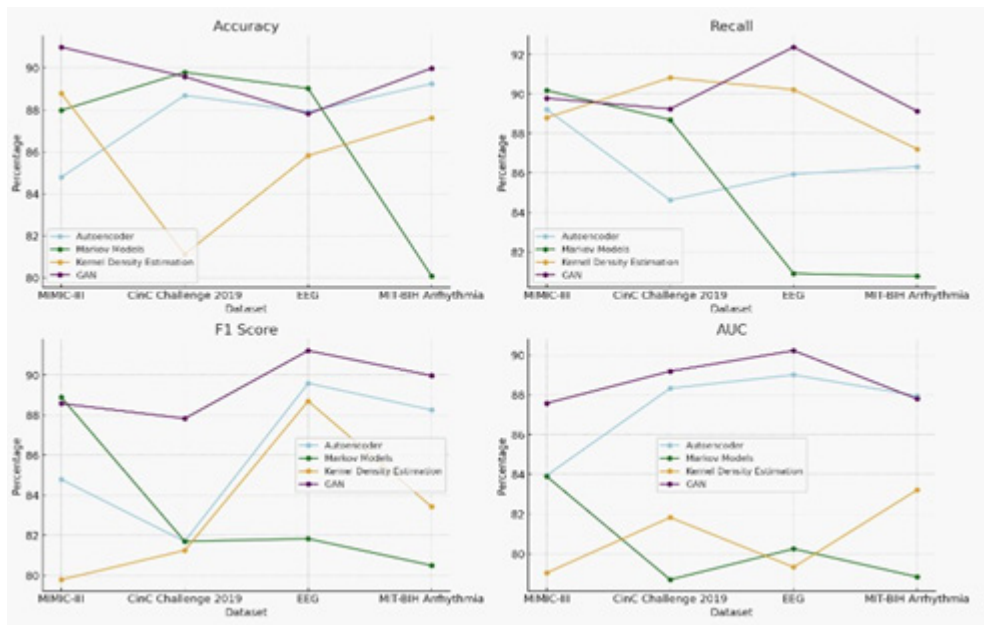 Accuracy
Percentage
90
88
86
84
82
80
Autoencoder
Markov Models
Kernel Density Estimation
GAN
MIMIC-III CinC Challenge 2019 EEG MIT-BIH Arrhythmia
Dataset
Recall
Percentage
92
90
88
86
84
82
Autoencoder
Markov Models
Kernel Density Estimation
GAN
MIMIC-III CinC Challenge 2019 EEG MIT-BIH Arrhythmia
Dataset
F1 Score
Percentage
90
88
86
84
82
80
Autoencoder
Markov Models
Kernel Density Estimation
GAN
MIMIC-III CinC Challenge 2019 EEG MIT-BIH Arrhythmia
Dataset
AUC
Percentage
90
88
86
84
82
80
Autoencoder
Markov Models
Kernel Density Estimation
GAN
MIMIC-III CinC Challenge 2019 EEG MIT-BIH Arrhythmia
Dataset